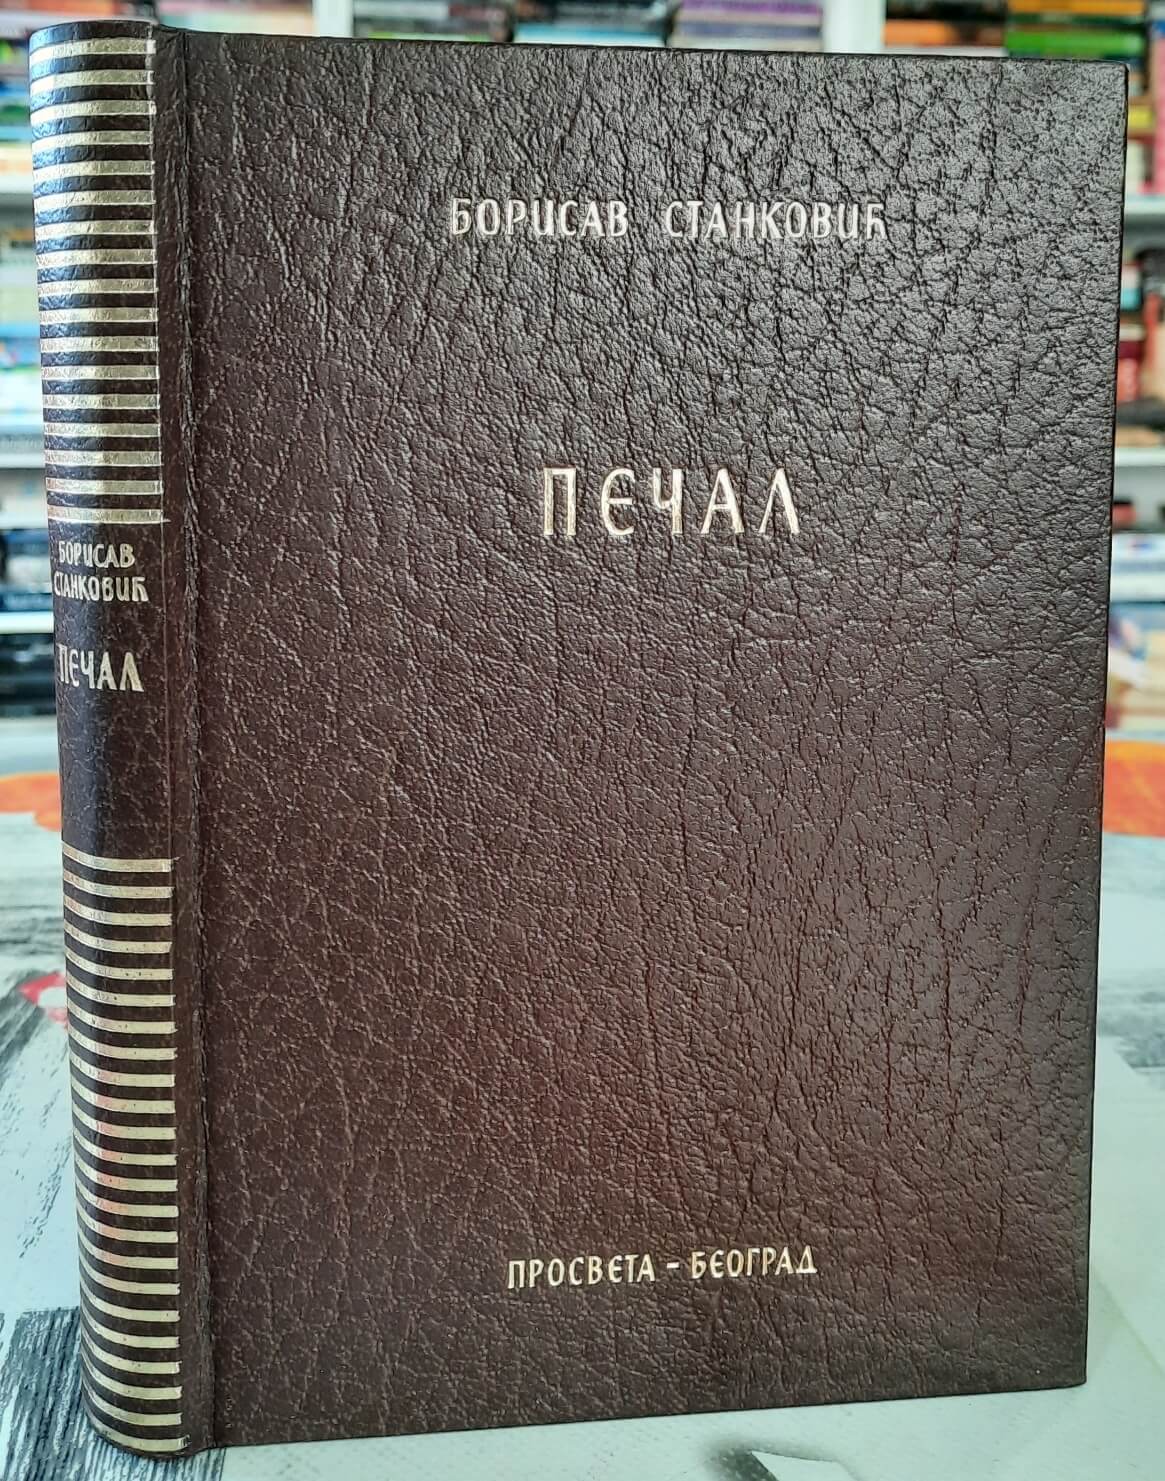 БОРИСАВ СТАНКОВИЋ
ПЕЧАЛ
ПРОСВЕТА - БЕОГРАД
БОРИСАВ
СТАНКОВИЋ
ПЕЧАЛ